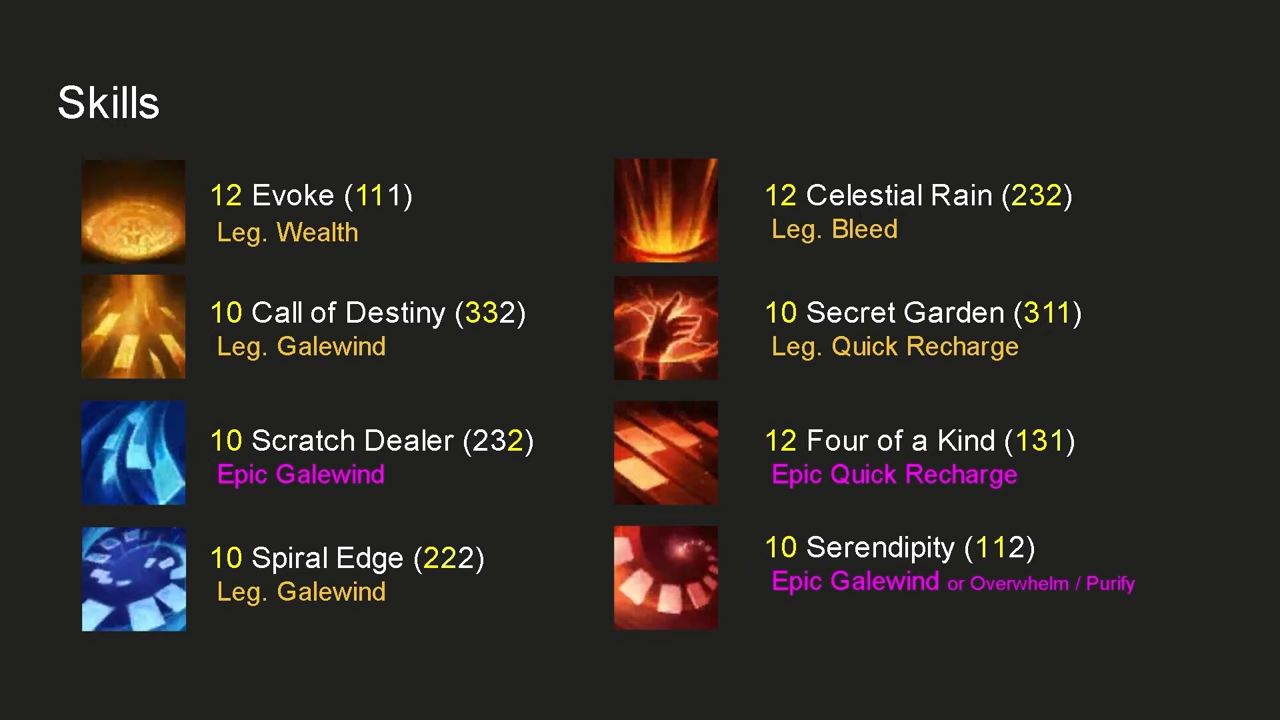 Skills
12 Evoke (111)
Leg. Wealth
10 Call of Destiny (332)
Leg. Galewind
10 Scratch Dealer (232)
Epic Galewind
10 Spiral Edge (222)
Leg. Galewind
12 Celestial Rain (232)
Leg. Bleed
10 Secret Garden (311)
Leg. Quick Recharge
12 Four of a Kind (131)
Epic Quick Recharge
10 Serendipity (112)
Epic Galewind or Overwhelm / Purify